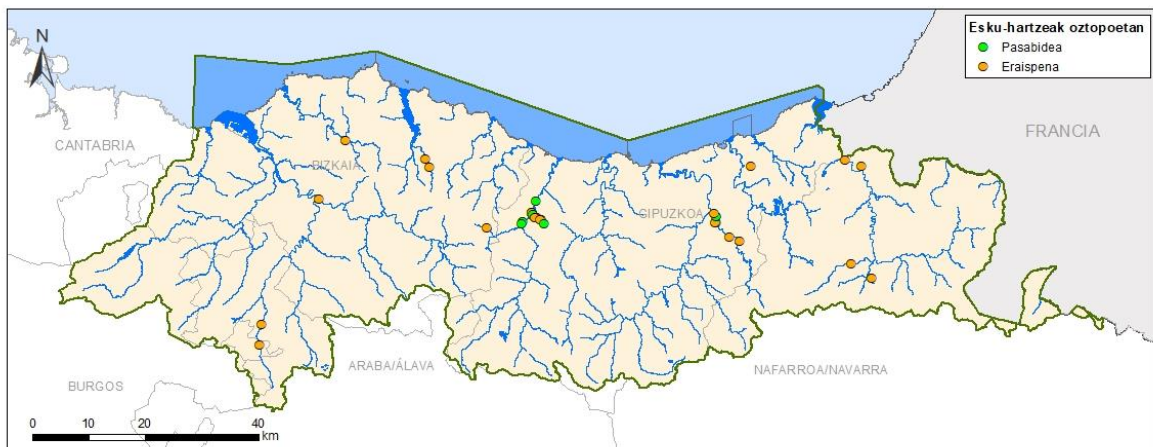 Esku-hartzeak oztopoetan
Pasabidea
Eraispena
N
CANTABRIA
FRANCIA
BIZKAIA
GIPUZKOA
ARABA/ÁLAVA
NAFARROA/NAVARRA
BURGOS
0 10 20 40
km